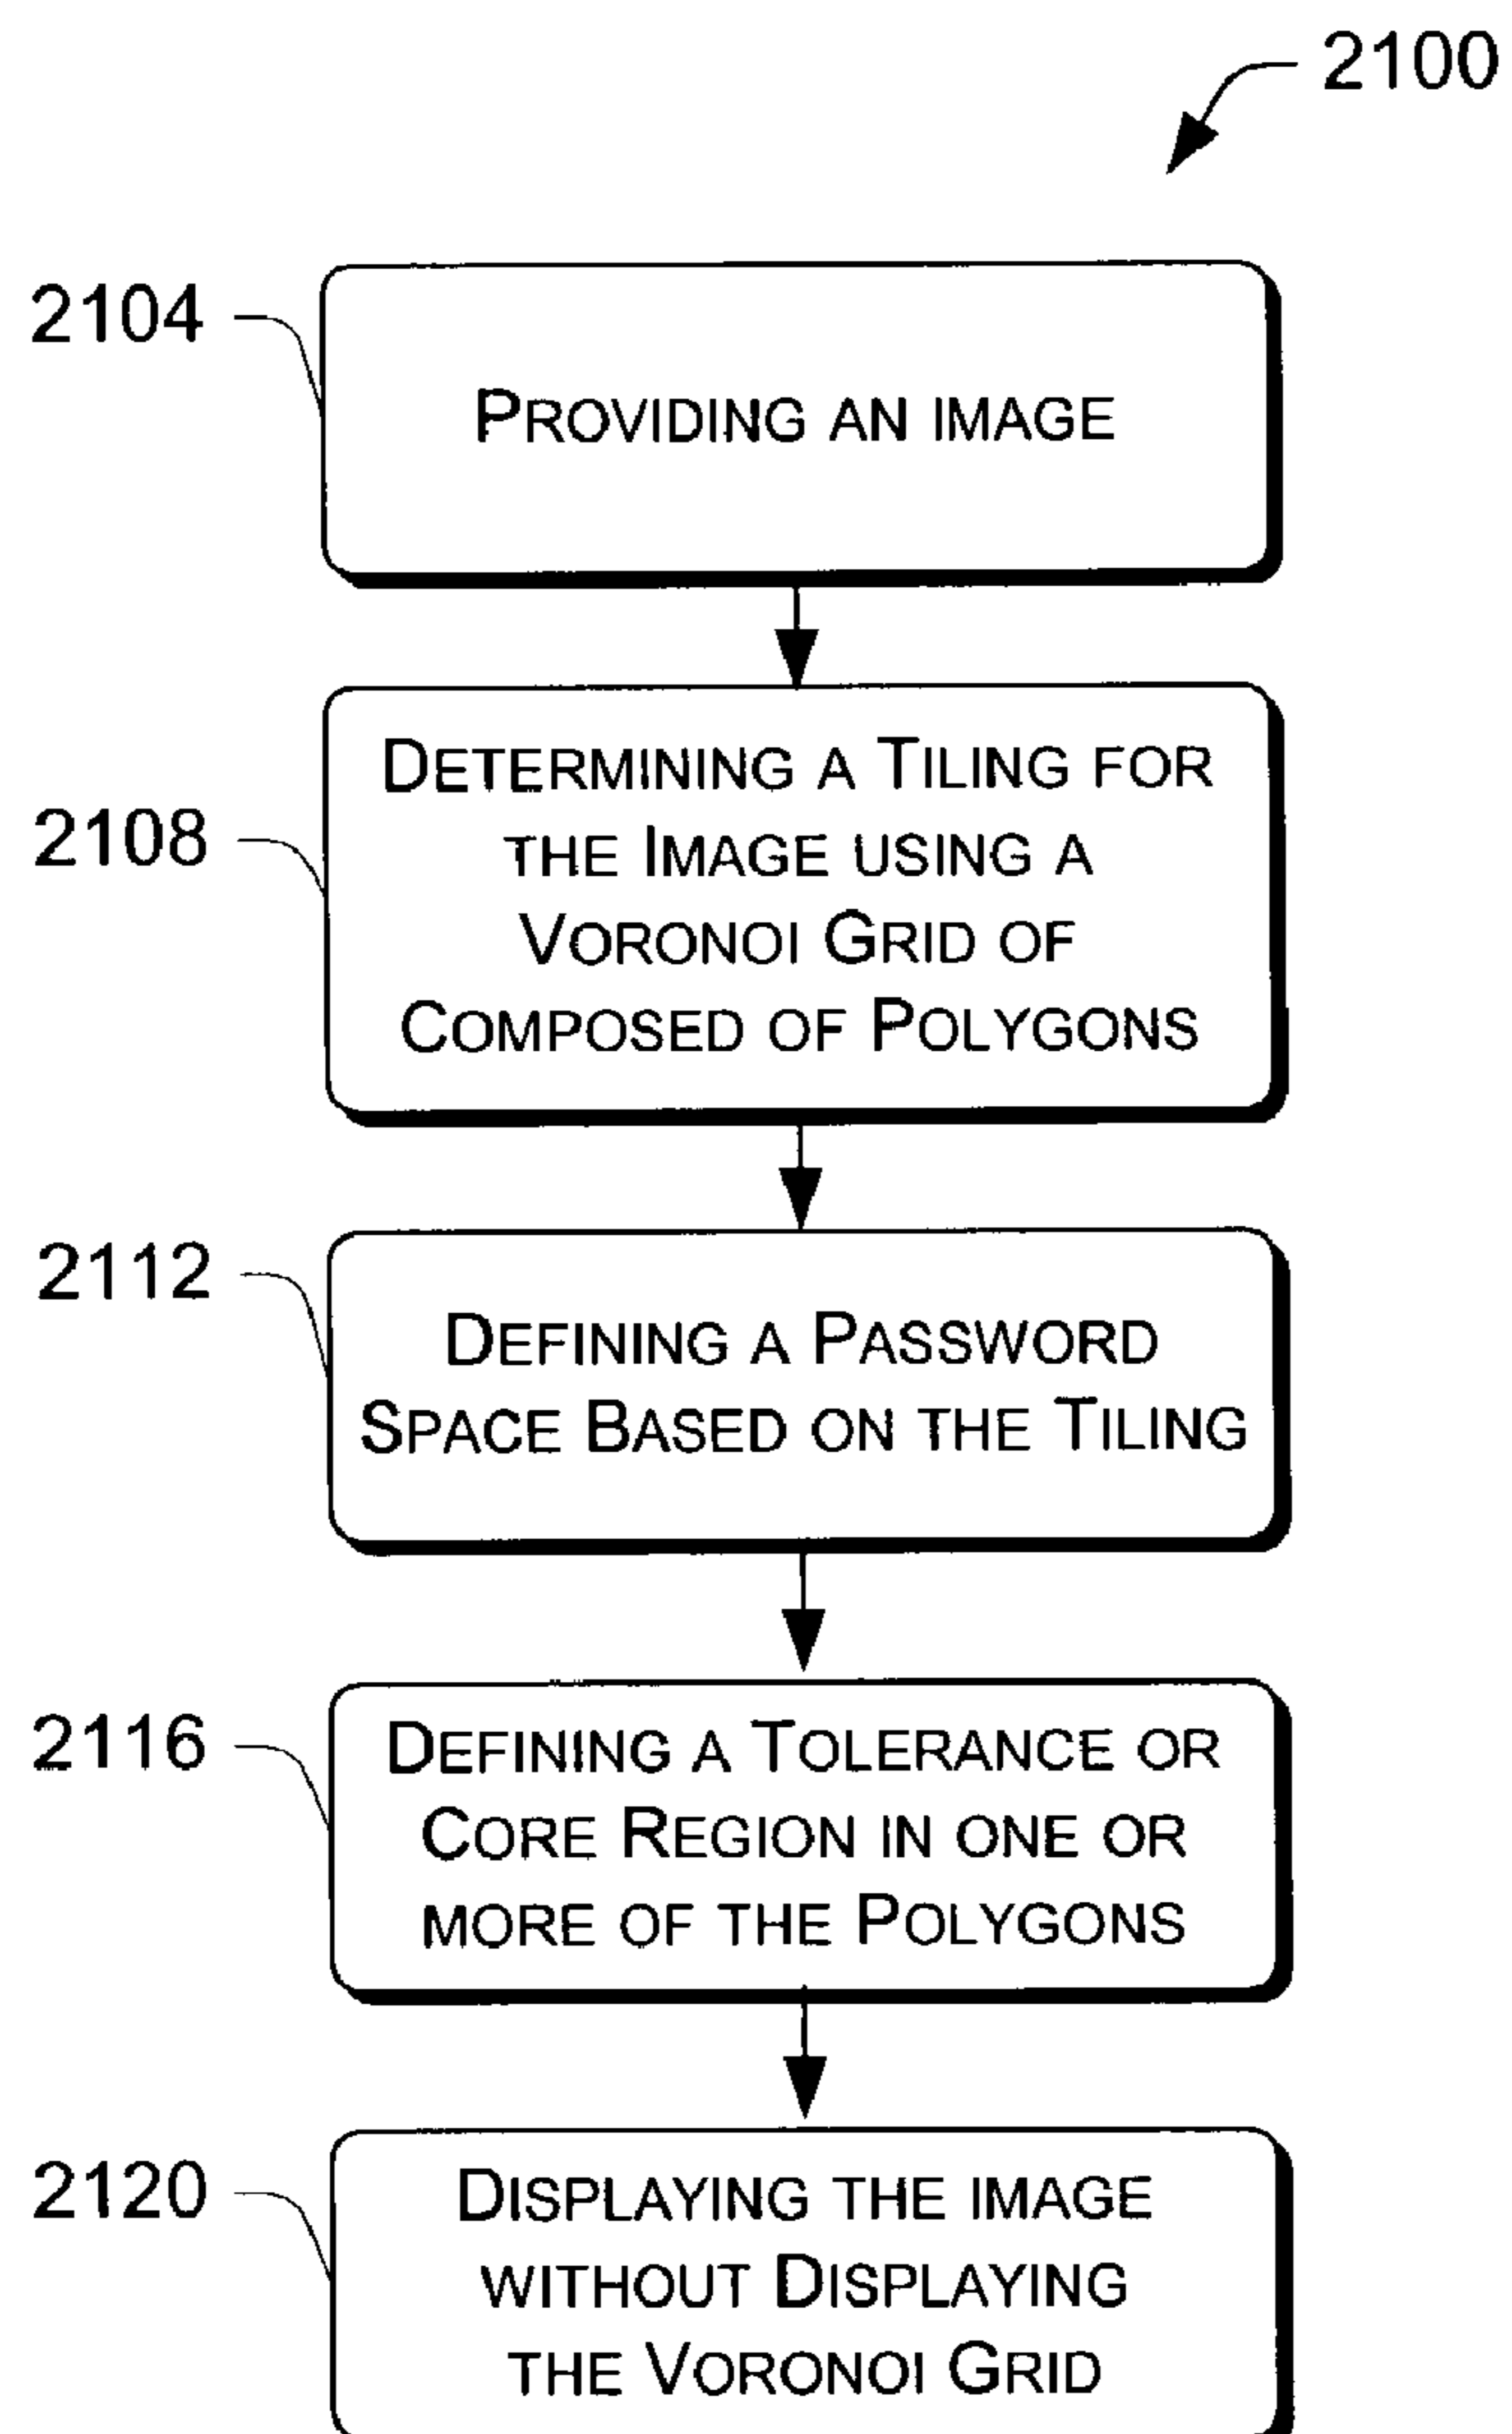 2100
2104
PROVIDING AN IMAGE
2108
DETERMINING A TILING FOR
THE IMAGE USING A
VORONOI GRID OF
COMPOSED OF POLYGONS
2112
DEFINING A PASSWORD
SPACE BASED ON THE TILING
2116
DEFINING A TOLERANCE OR
CORE REGION IN ONE OR
MORE OF THE POLYGONS
2120
DISPLAYING THE IMAGE
WITHOUT DISPLAYING
THE VORONOI GRID